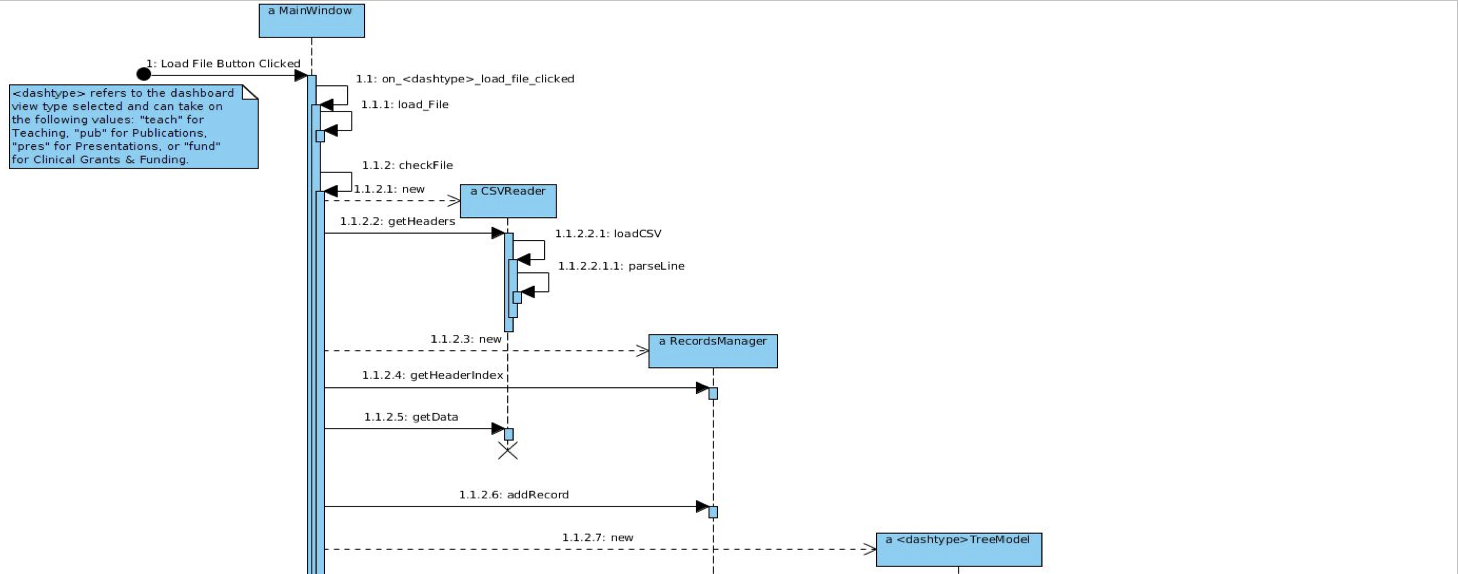 a MainWindow
1: Load File Button Clicked
1.1: on_<dashtype>_load_file_clicked
<dashtype> refers to the dashboard
view type selected and can take on
the following values: "teach" for
Teaching, "pub" for Publications,
"pres" for Presentations, or "fund"
for Clinical Grants & Funding.
1.1.1: load_File
1.1.2: checkFile
1.1.2.1: new
a CSVReader
1.1.2.2: getHeaders
1.1.2.2.1: loadCSV
1.1.2.2.1.1: parseLine
1.1.2.3: new
a RecordsManager
1.1.2.4: getHeaderIndex
1.1.2.5: getData
1.1.2.6: addRecord
1.1.2.7: new
a <dashtype>TreeModel